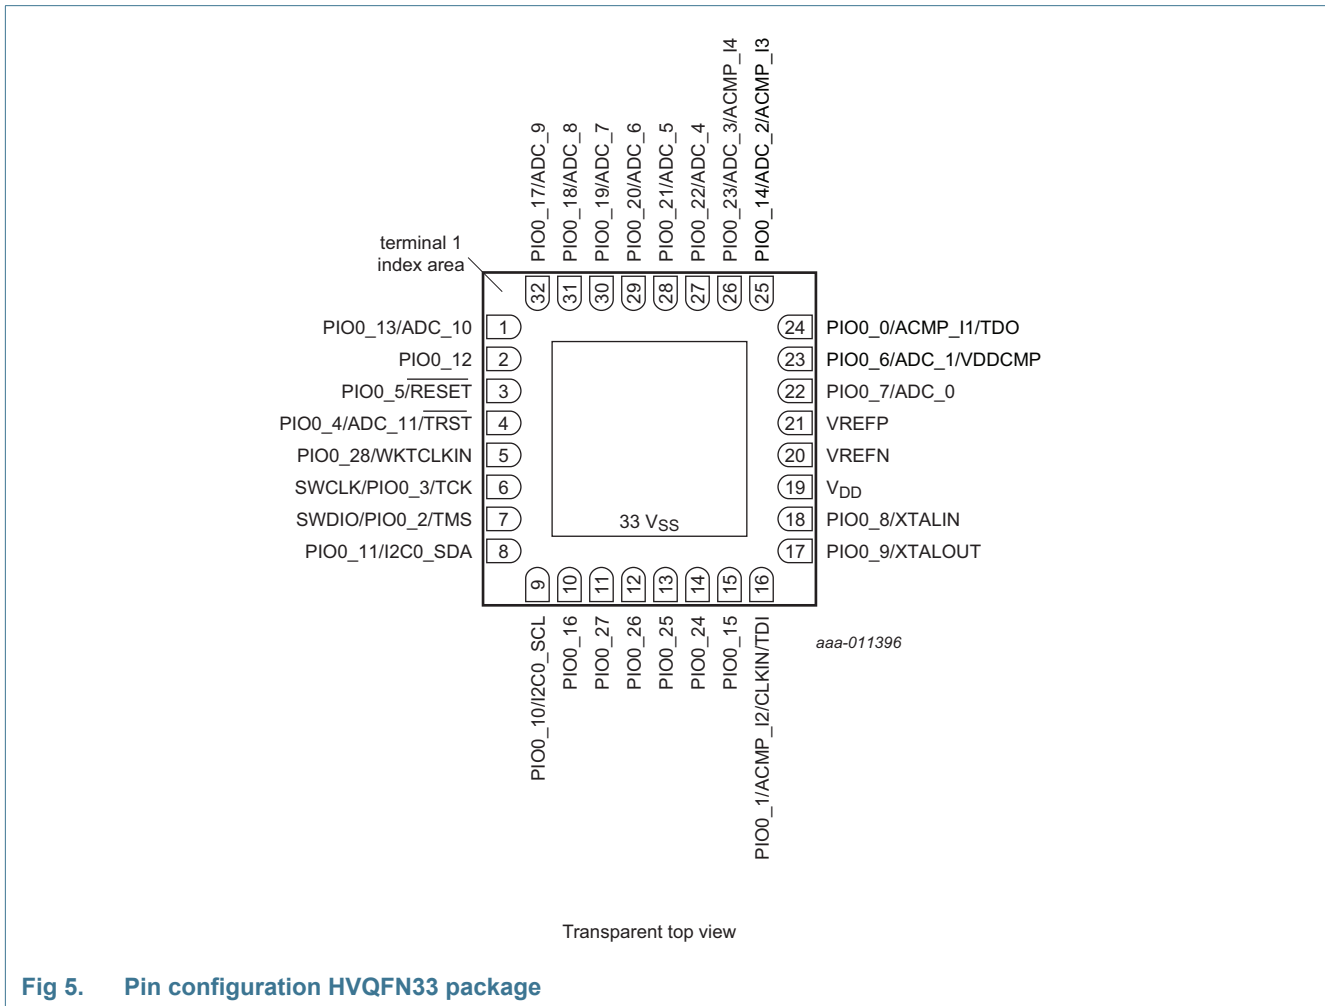 PIO0_17/ADC_9
PIO0_18/ADC_8
PIO0_19/ADC_7
PIO0_20/ADC_6
PIO0_21/ADC_5
PIO0_22/ADC_4
PIO0_23/ADC_3/ACMP_I4
PIO0_14/ADC_2/ACMP_I3
terminal 1
index area
32
31
30
29
28
27
26
25
PIO0_13/ADC_10 1
PIO0_12 2
PIO0_5/RESET 3
PIO0_4/ADC_11/TRST 4
PIO0_28/WKTCLKIN 5
SWCLK/PIO0_3/TCK 6
SWDIO/PIO0_2/TMS 7
PIO0_11/I2C0_SDA 8
24 PIO0_0/ACMP_I1/TDO
23 PIO0_6/ADC_1/VDDCMP
22 PIO0_7/ADC_0
21 VREFP
20 VREFN
19 VDD
18 PIO0_8/XTALIN
17 PIO0_9/XTALOUT
33 VSS
9
10
11
12
13
14
15
16
PIO0_10/I2C0_SCL
PIO0_16
PIO0_27
PIO0_26
PIO0_25
PIO0_24
PIO0_15
PIO0_1/ACMP_I2/CLKIN/TDI
aaa-011396
Transparent top view
Fig 5. Pin configuration HVQFN33 package